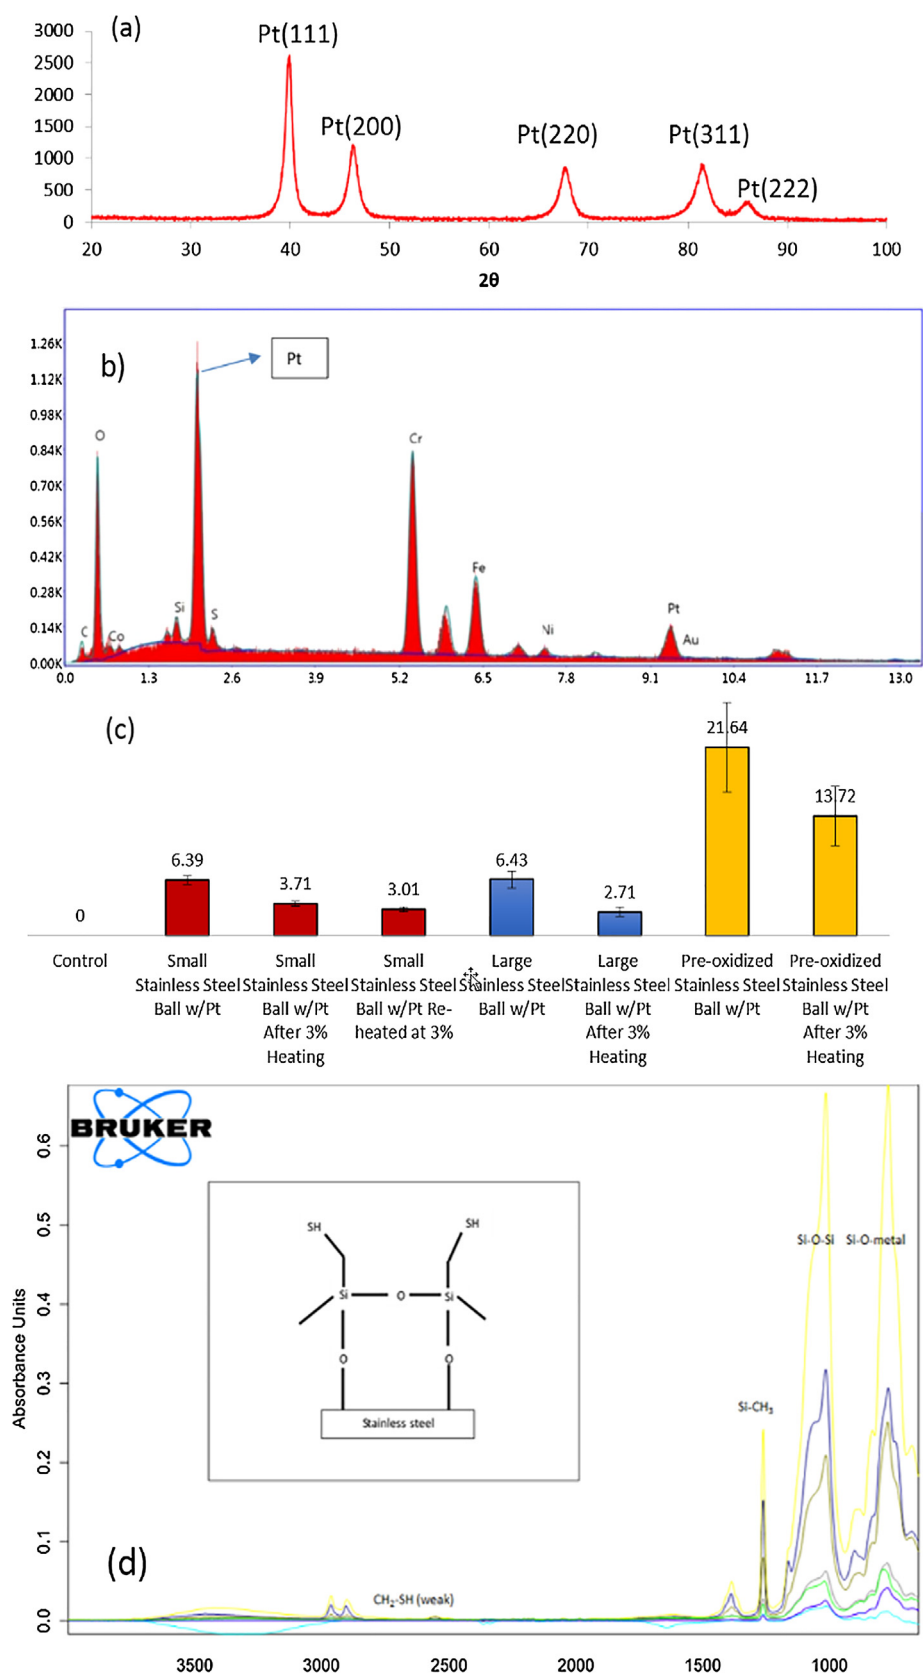 (a)
3000
2500
2000
1500
1000
500
0
Pt(111)
Pt(200)
Pt(220)
Pt(311)
Pt(222)
20 30 40 50 60 70 80 90 100
2θ
b)
1.26K
1.12K
0.98K
0.84K
0.70K
0.56K
0.42K
0.28K
0.14K
0.00K
Pt
O
Cr
Fe
C
Co
Si
S
Ni
Pt
Au
0.0 1.3 2.6 3.9 5.2 6.5 7.8 9.1 10.4 11.7 13.0
(c)
0
6.39
3.71
3.01
6.43
2.71
21.64
13.72
Control
Small
Stainless Steel
Ball w/Pt
Small
Stainless Steel
Ball w/Pt
After 3%
Heating
Small
Stainless Steel
Ball w/Pt Re-
heated at 3%
Large
Stainless Steel
Ball w/Pt
Large
Stainless Steel
Ball w/Pt
After 3%
Heating
Pre-oxidized
Stainless Steel
Ball w/Pt
Pre-oxidized
Stainless Steel
Ball w/Pt
After 3%
Heating
BRUKER
Absorbance Units
0.6
0.5
0.4
0.3
0.2
0.1
0.0
SH SH
Si O Si
O O
Stainless steel
Si-O-Si Si-O-metal
Si-CH₃
CH₂-SH (weak)
(d)
3500 3000 2500 2000 1500 1000